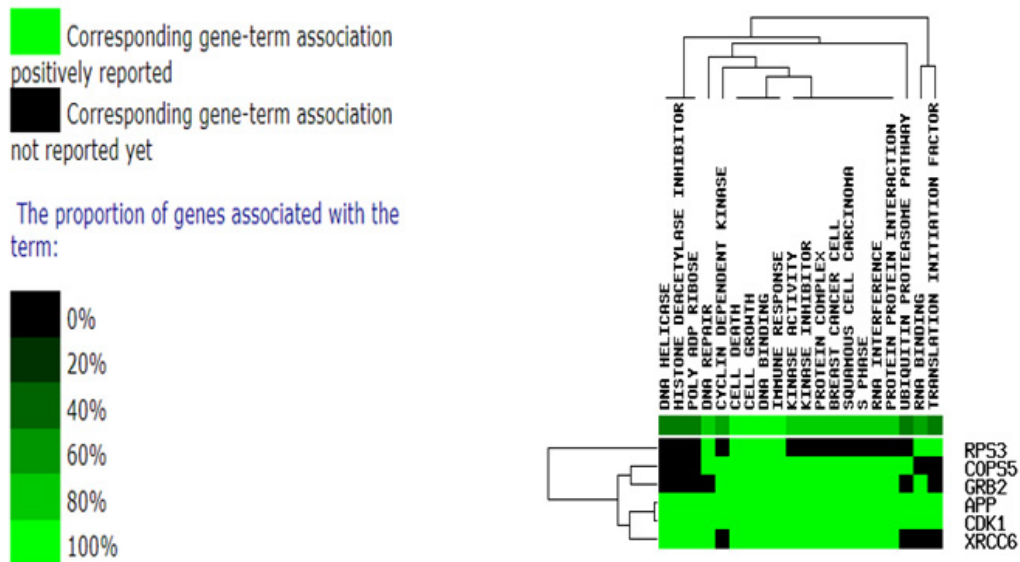 Corresponding gene-term association
positively reported
Corresponding gene-term association
not reported yet
The proportion of genes associated with the
term:
0%
20%
40%
60%
80%
100%
DNA HELICASE
HISTONE DEACETYLASE INHIBITOR
POLY ADP RIBOSE
DNA REPAIR
CYCLIN DEPENDENT KINASE
CELL DEATH
CELL GROWTH
DNA BINDING
IMMUNE RESPONSE
KINASE ACTIVITY
KINASE INHIBITOR
PROTEIN COMPLEX
BREAST CANCER CELL
SQUAMOUS CELL CARCINOMA
S PHASE
RNA INTERFERENCE
PROTEIN PROTEIN INTERACTION
UBIQUITIN PROTEASOME PATHWAY
RNA BINDING
TRANSLATION INITIATION FACTOR
RPS3
COPS5
GRB2
APP
CDK1
XRCC6